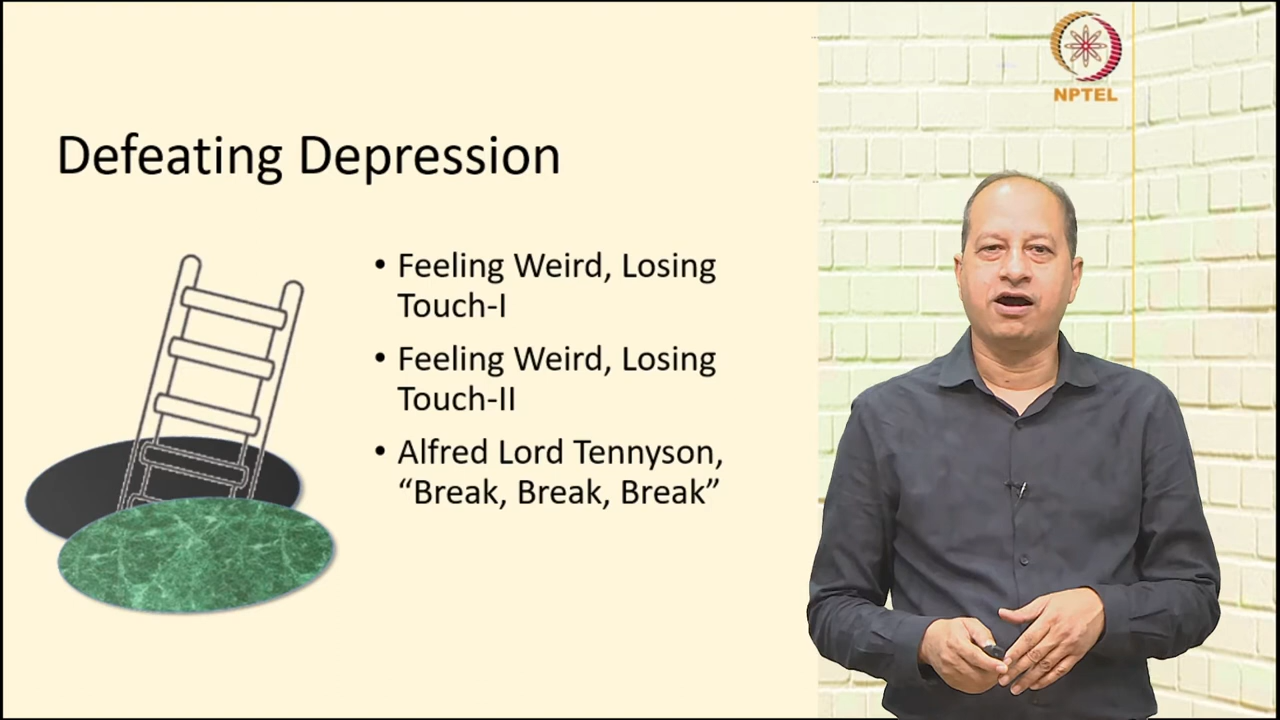 NPTEL
Defeating Depression
• Feeling Weird, Losing
Touch-I
• Feeling Weird, Losing
Touch-II
• Alfred Lord Tennyson,
“Break, Break, Break”